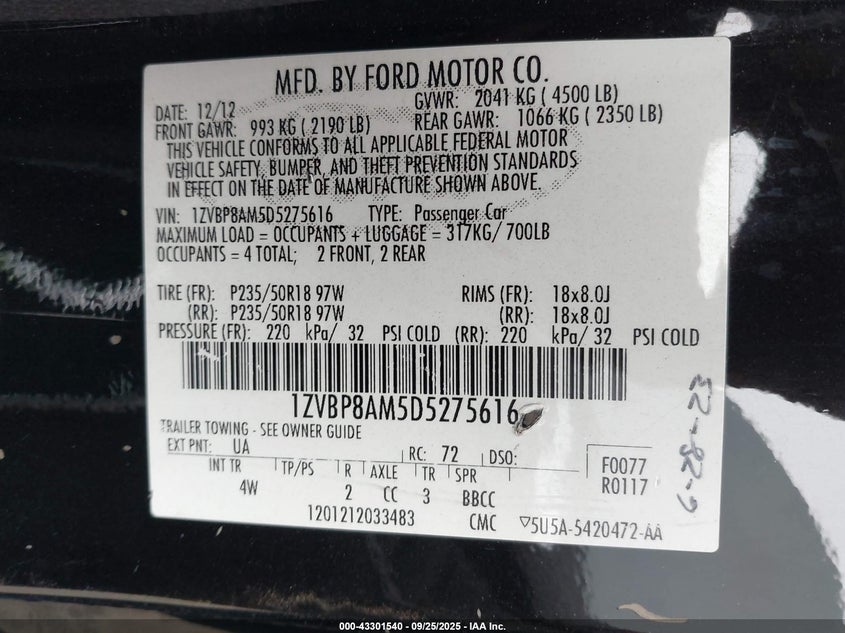 MFD. BY FORD MOTOR CO.
DATE: 12/12 GVWR: 2041 KG ( 4500 LB)
FRONT GAWR: 993 KG ( 2190 LB) REAR GAWR: 1066 KG ( 2350 LB)
THIS VEHICLE CONFORMS TO ALL APPLICABLE FEDERAL MOTOR
VEHICLE SAFETY, BUMPER, AND THEFT PREVENTION STANDARDS
IN EFFECT ON THE DATE OF MANUFACTURE SHOWN ABOVE.
VIN: 1ZVBP8AM5D5275616 TYPE: Passenger Car
MAXIMUM LOAD = OCCUPANTS + LUGGAGE = 317KG/ 700LB
OCCUPANTS = 4 TOTAL; 2 FRONT, 2 REAR
TIRE (FR): P235/50R18 97W RIMS (FR): 18x8.0J
(RR): P235/50R18 97W (RR): 18x8.0J
PRESSURE (FR): 220 kPa/ 32 PSI COLD (RR): 220 kPa/ 32 PSI COLD
1ZVBP8AM5D5275616
TRAILER TOWING - SEE OWNER GUIDE
EXT PNT: UA RC: 72 DSO:
INT TR TP/PS R AXLE TR SPR
4W 2 CC 3 BBCC
F0077
R0117
1201212033483 CMC ▽5U5A-5420472-AA
000-43301540 - 09/25/2025 - IAA Inc.